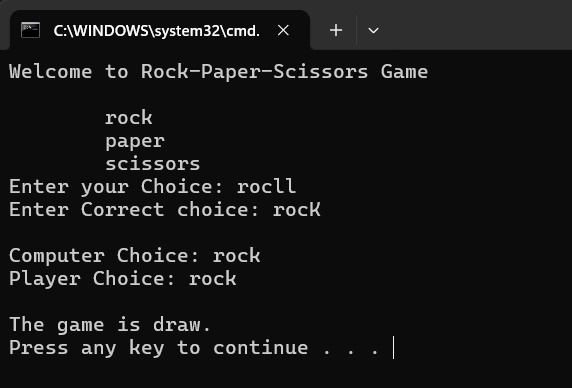 C:\WINDOWS\system32\cmd.
Welcome to Rock-Paper-Scissors Game
rock
paper
scissors
Enter your Choice: rocll
Enter Correct choice: rocK
Computer Choice: rock
Player Choice: rock
The game is draw.
Press any key to continue . . .